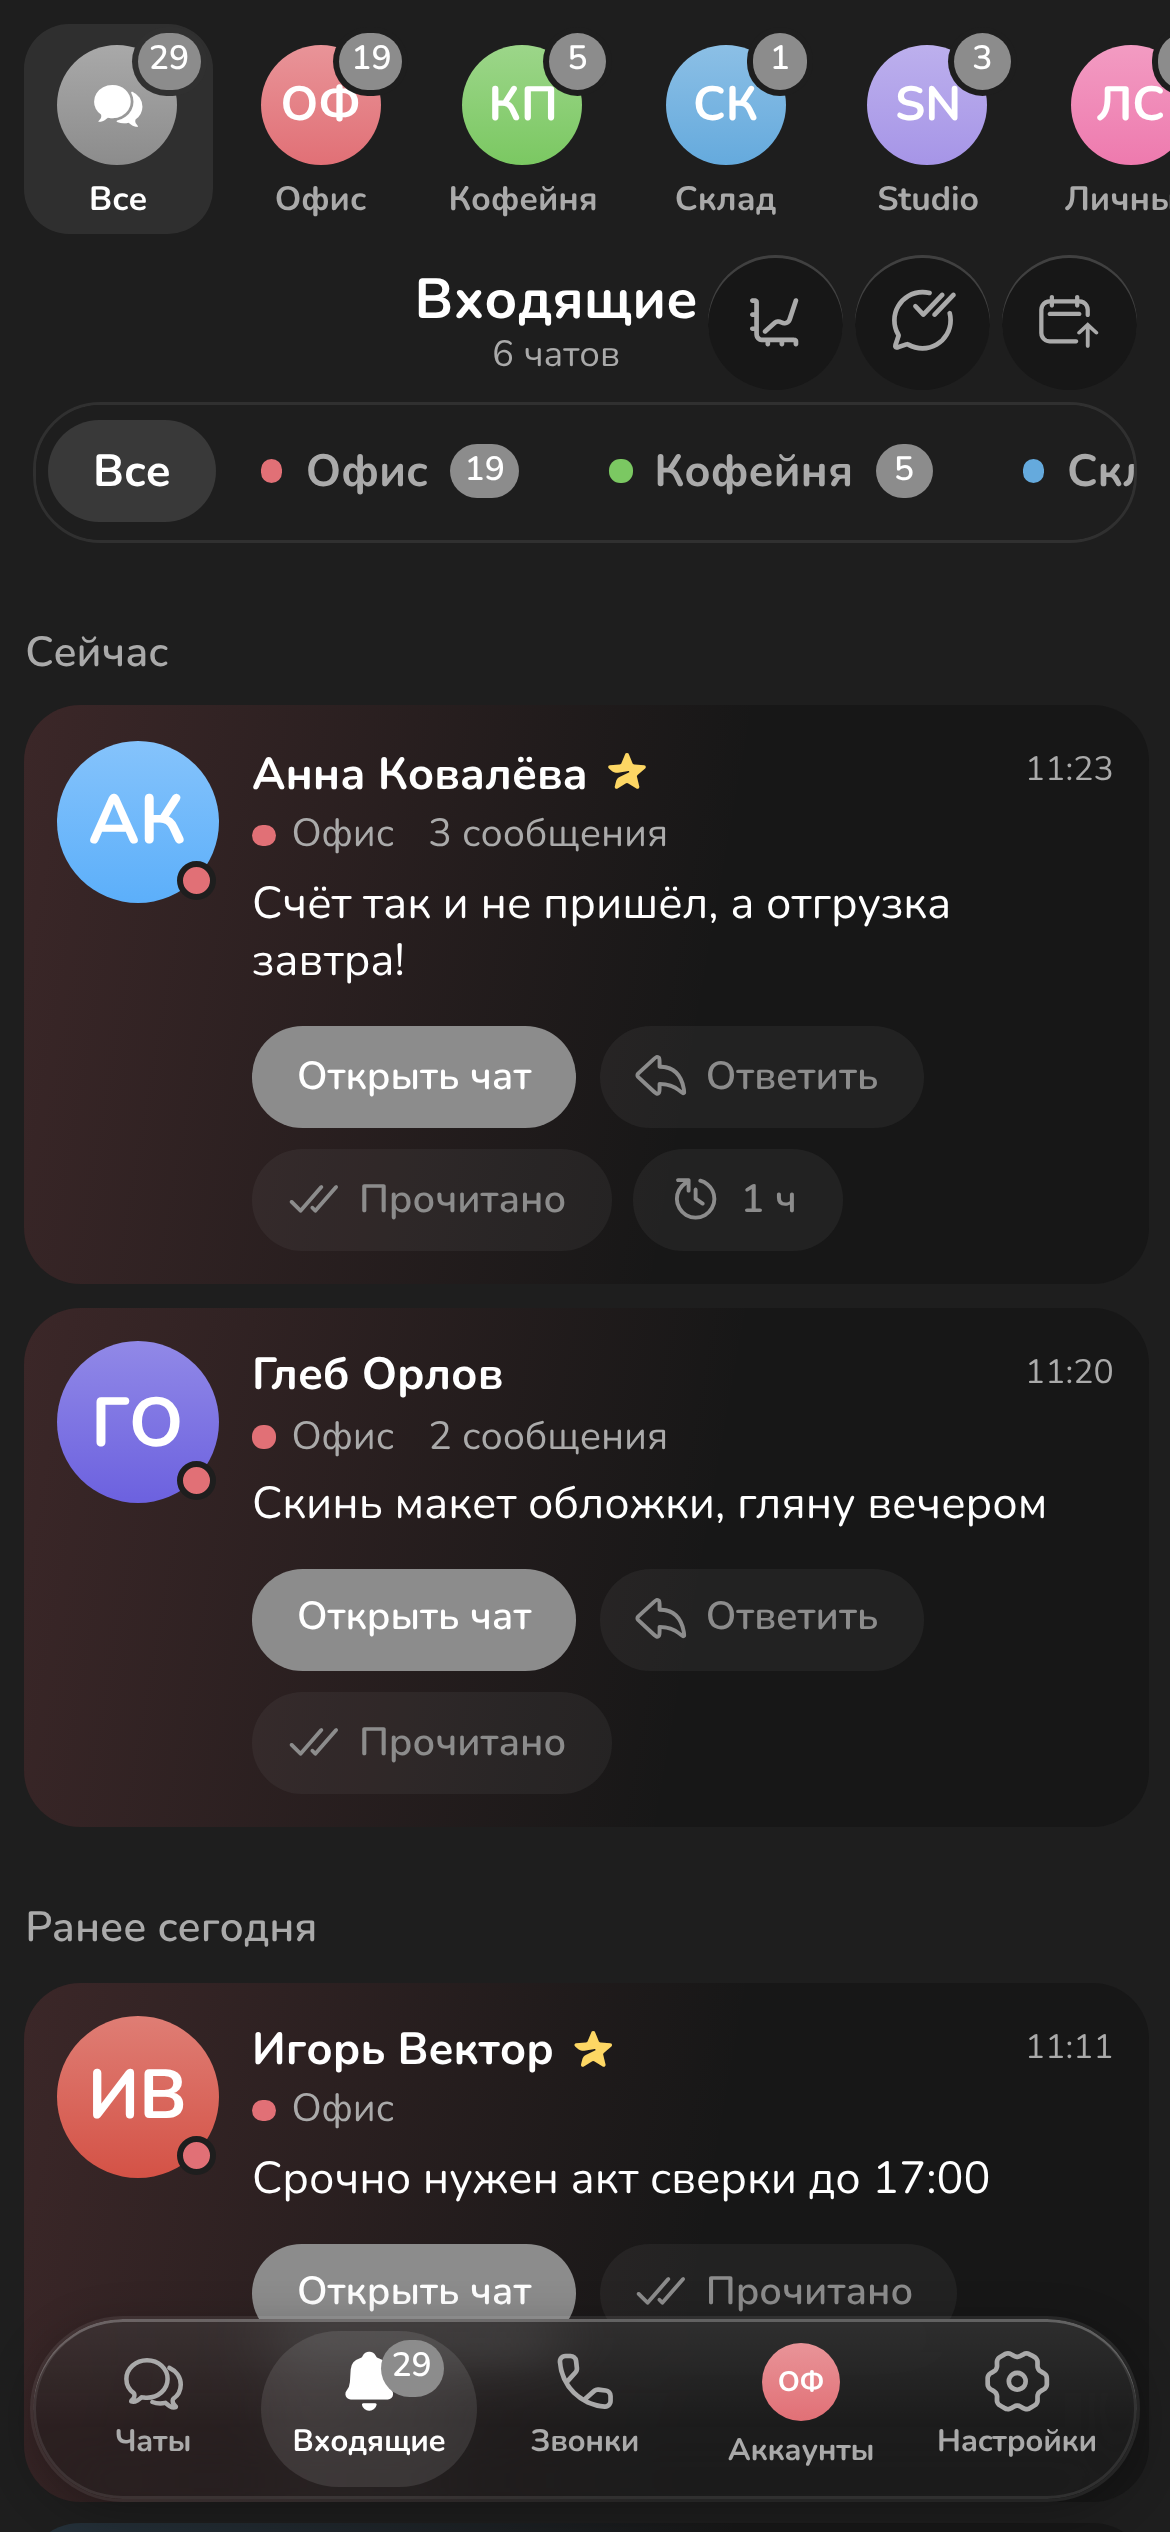 29
19
5
1
3
ОФ
КП
СК
SN
ЛС
Все
Офис
Кофейня
Склад
Studio
Личны
Входящие
6 чатов
Все
Офис 19
Кофейня 5
Скл
Сейчас
АК
Анна Ковалёва
11:23
Офис 3 сообщения
Счёт так и не пришёл, а отгрузка
завтра!
Открыть чат
Ответить
Прочитано
1 ч
ГО
Глеб Орлов
11:20
Офис 2 сообщения
Скинь макет обложки, гляну вечером
Открыть чат
Ответить
Прочитано
Ранее сегодня
ИВ
Игорь Вектор
11:11
Офис
Срочно нужен акт сверки до 17:00
Открыть чат
Прочитано
29
ОФ
Чаты
Входящие
Звонки
Аккаунты
Настройки